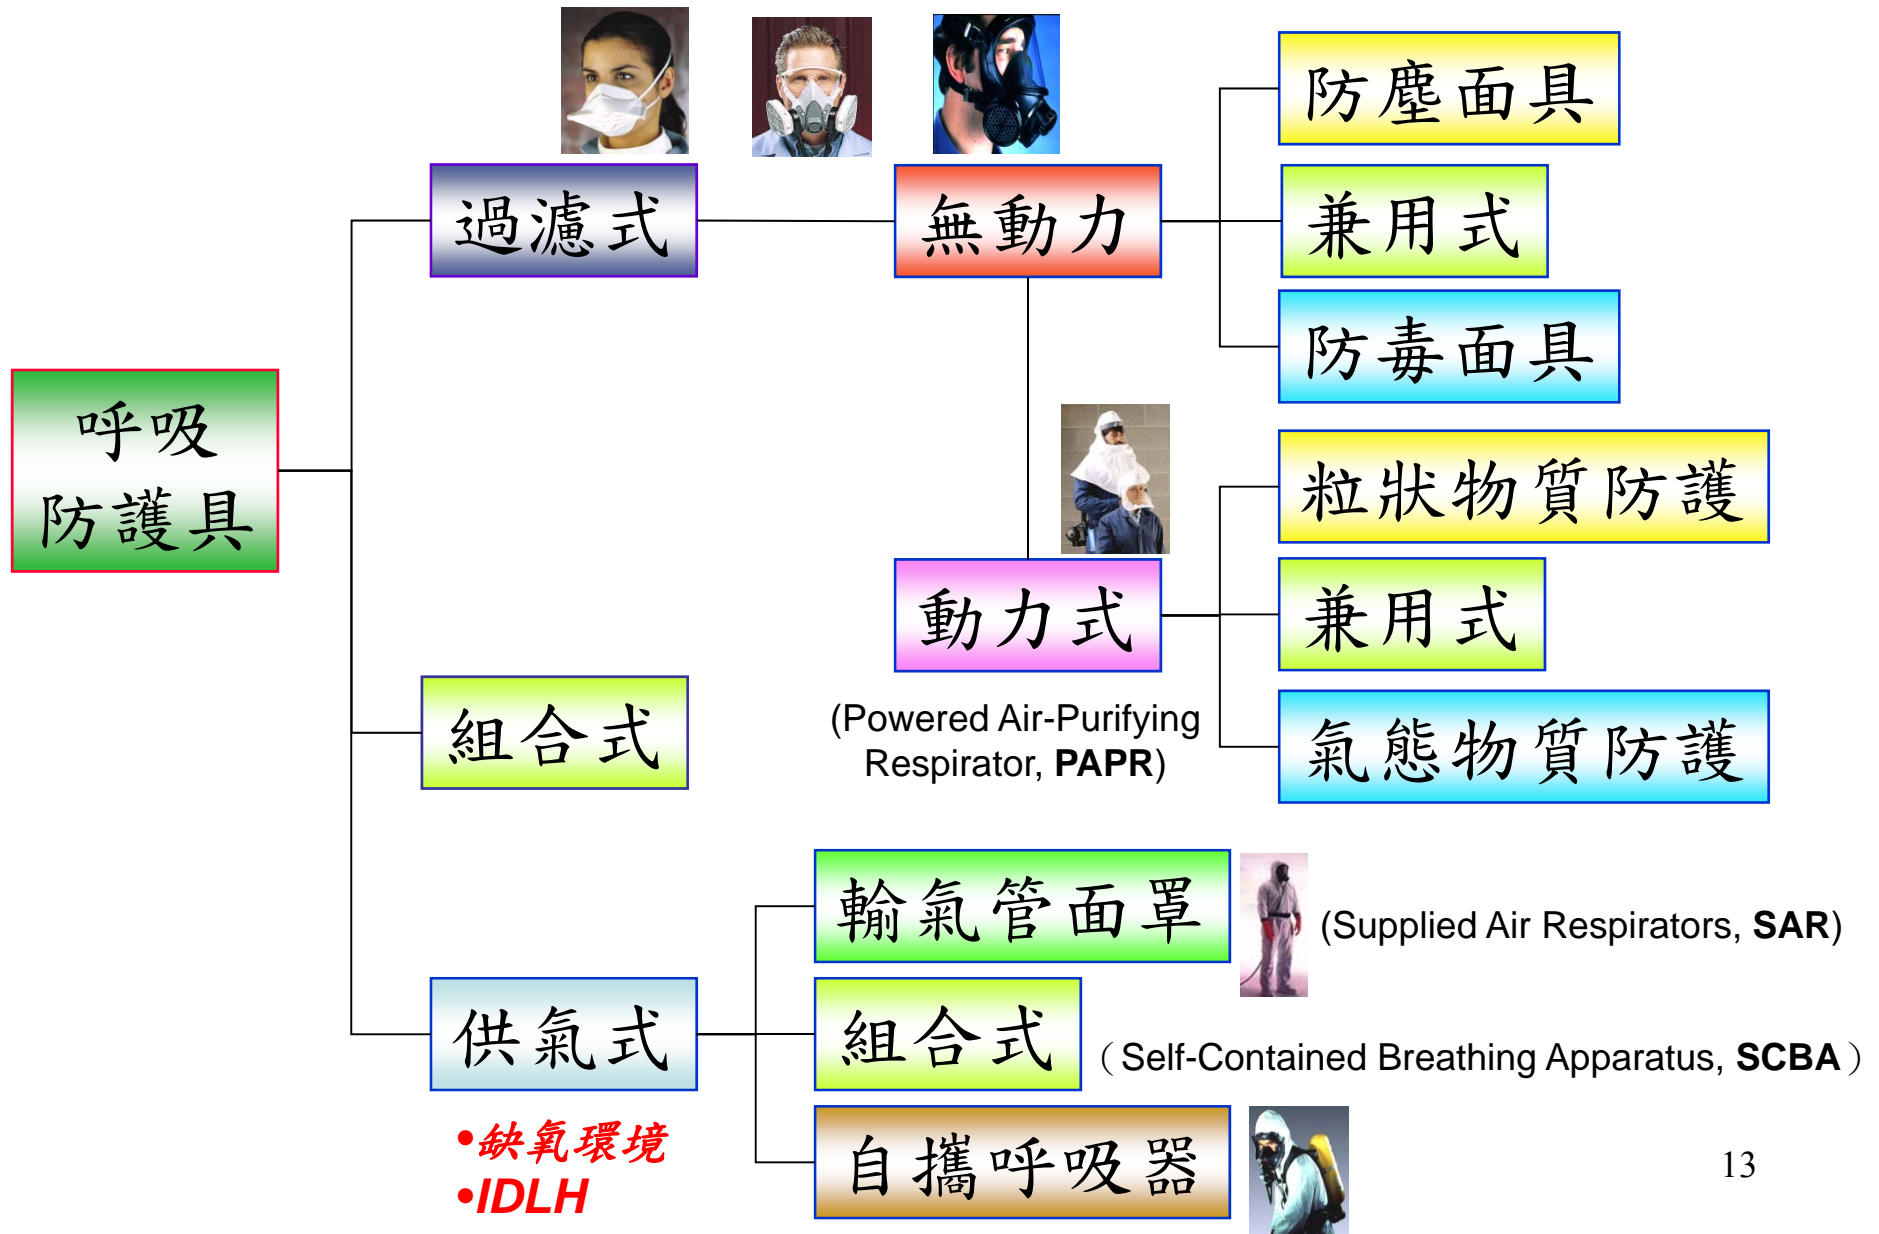 防塵面具
過濾式
無動力
兼用式
防毒面具
呼吸
防護具
粒狀物質防護
動力式
兼用式
(Powered Air-Purifying
Respirator, PAPR)
組合式
氣態物質防護
輸氣管面罩
(Supplied Air Respirators, SAR)
供氣式
組合式
（Self-Contained Breathing Apparatus, SCBA）
•缺氧環境
•IDLH
自攜呼吸器
13